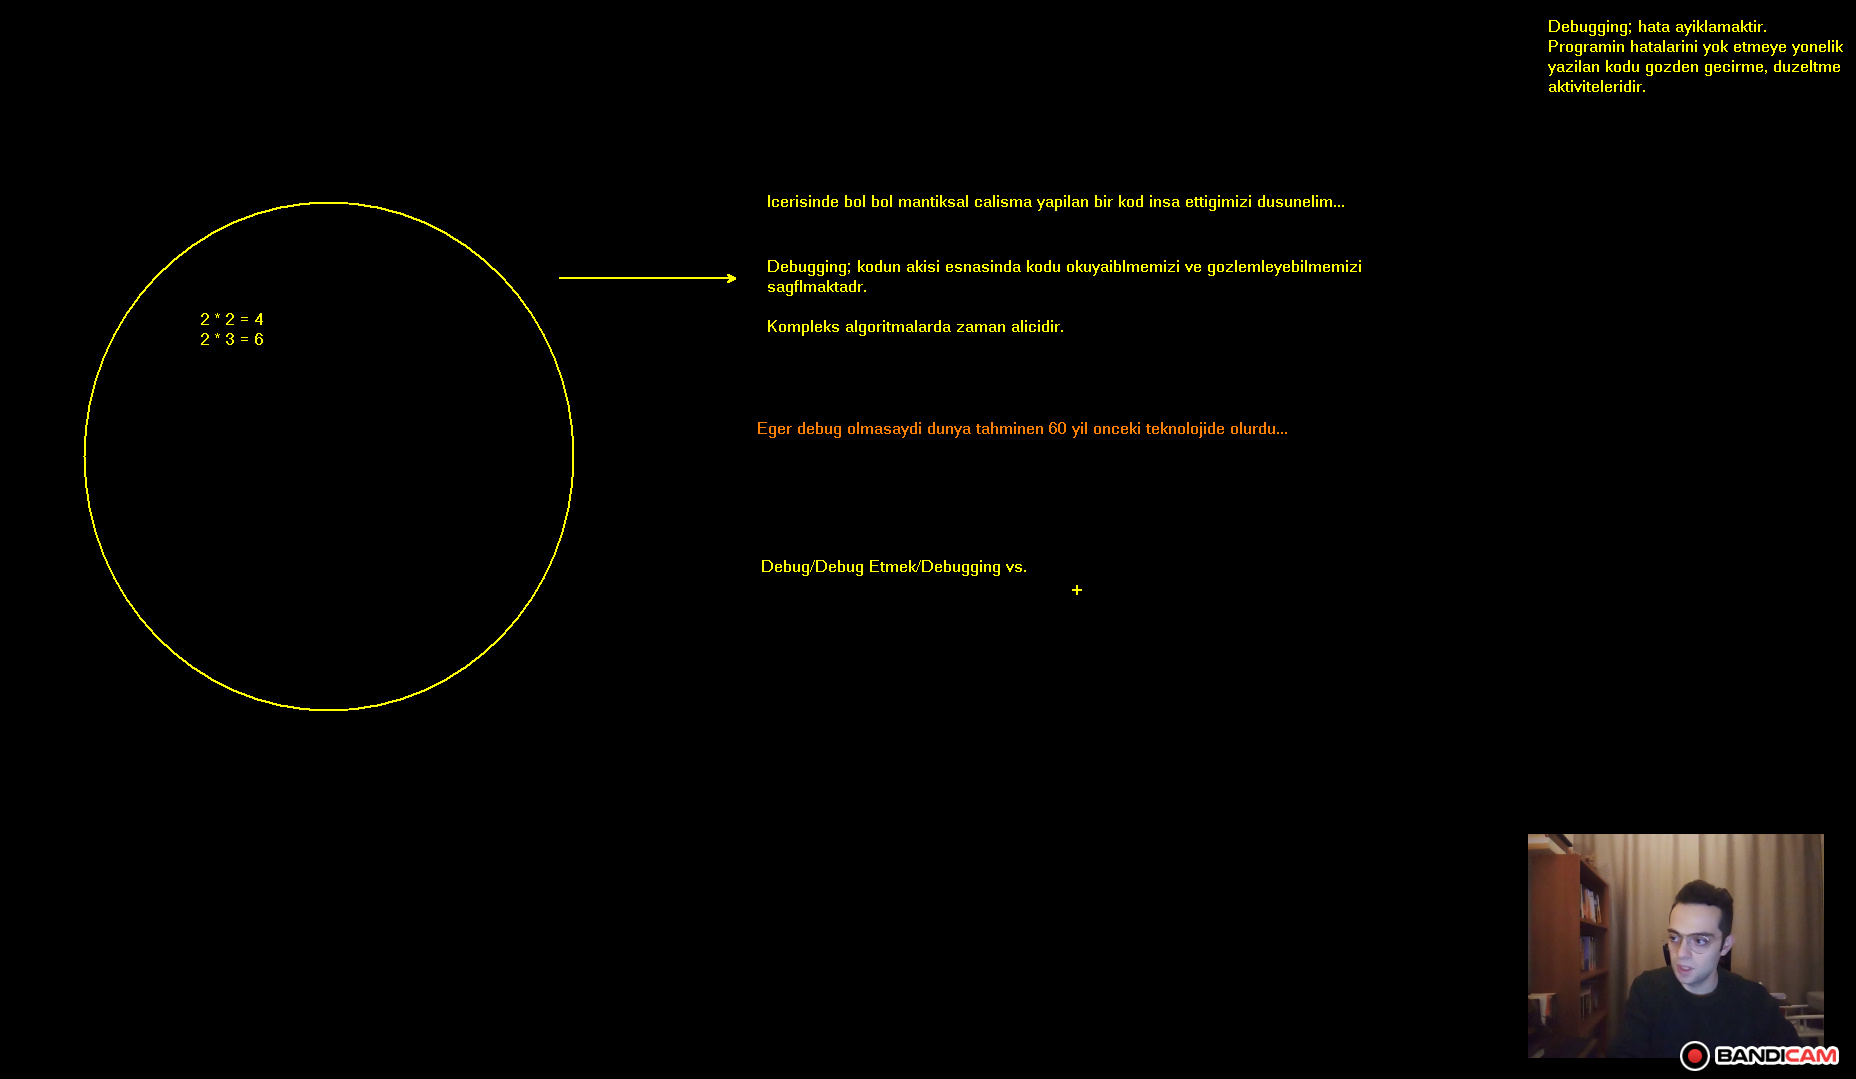 Debugging; hata ayiklamaktir.
Programin hatalarini yok etmeye yonelik
yazilan kodu gozden gecirme, duzeltme
aktiviteleridir.
Icerisinde bol bol mantiksal calisma yapilan bir kod insa ettigimizi dusunelim...
Debugging; kodun akisi esnasinda kodu okuyaiblmemizi ve gozlemleyebilmemizi
sagflmaktadr.
2 * 2 = 4
2 * 3 = 6
Kompleks algoritmalarda zaman alicidir.
Eger debug olmasaydi dunya tahminen 60 yil onceki teknolojide olurdu...
Debug/Debug Etmek/Debugging vs.
BANDICAM